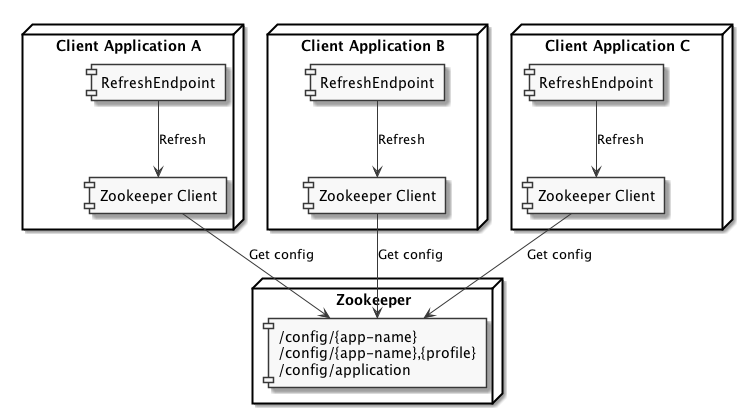 Client Application A
Client Application B
Client Application C
RefreshEndpoint
RefreshEndpoint
RefreshEndpoint
Refresh
Refresh
Refresh
Zookeeper Client
Zookeeper Client
Zookeeper Client
Get config
Get config
Get config
Zookeeper
/config/{app-name}
/config/{app-name},{profile}
/config/application